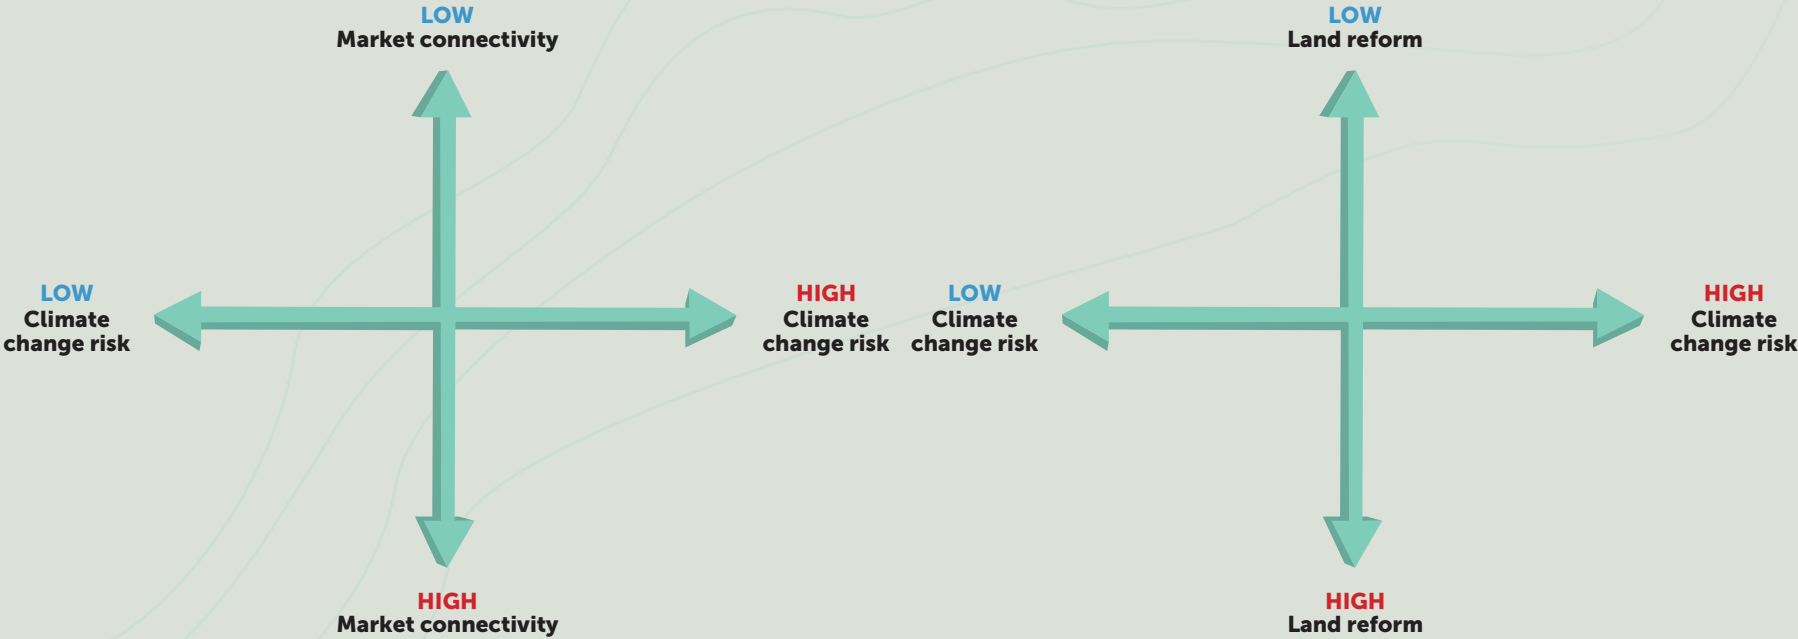 LOW
Market connectivity
LOW
Climate
change risk
HIGH
Climate
change risk
HIGH
Market connectivity
LOW
Land reform
LOW
Climate
change risk
HIGH
Climate
change risk
HIGH
Land reform